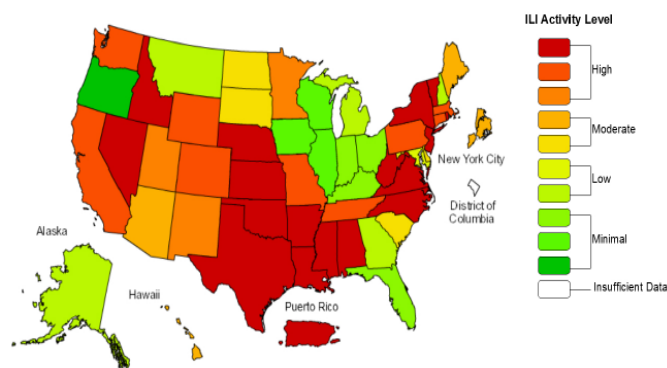 ILI Activity Level
High
Moderate
Low
Minimal
Insufficient Data
New York City
District of
Columbia
Alaska
Hawaii
Puerto Rico